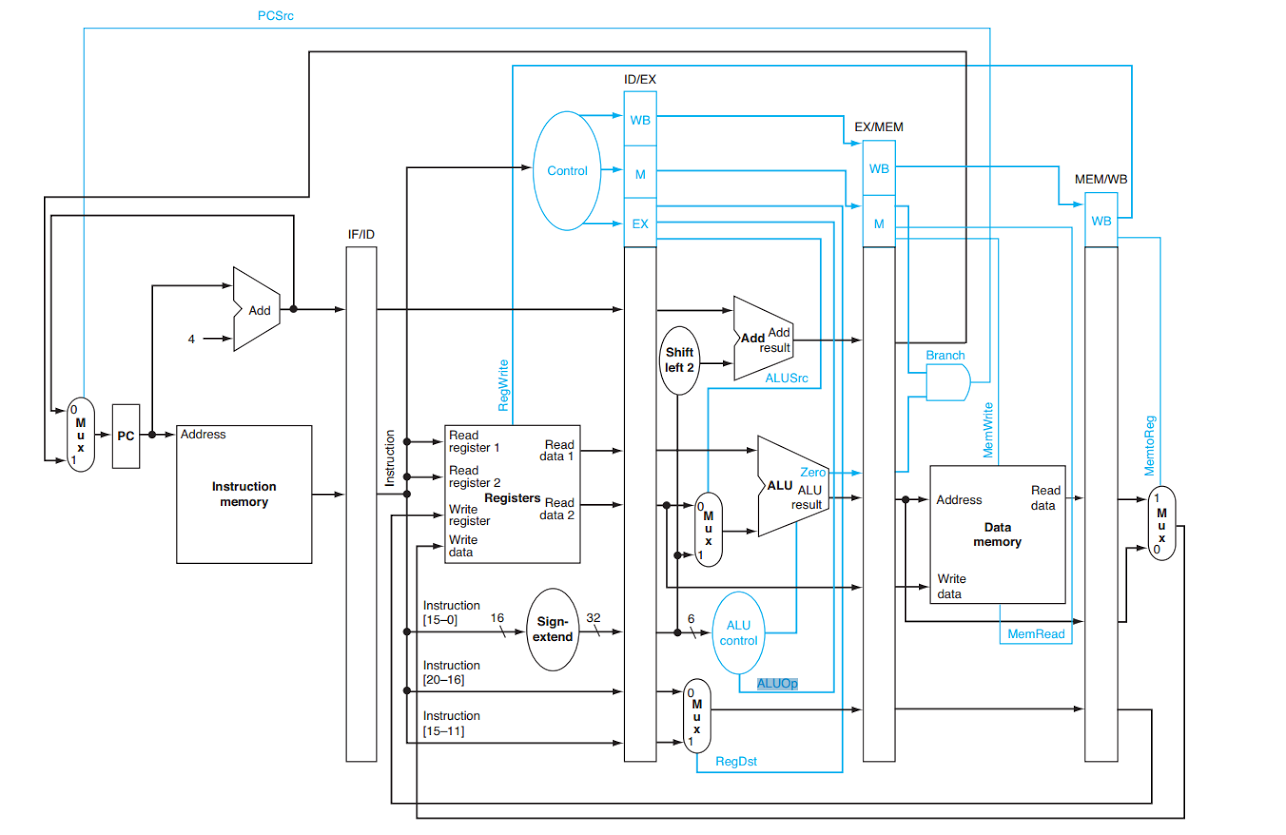 PCSrc
ID/EX
WB
EX/MEM
Control
M
WB
MEM/WB
EX
M
WB
IF/ID
Add
4
Add Add
result
Shift
left 2
ALUSrc
Branch
RegWrite
MemWrite
MemtoReg
0
M
u
x
1
PC
Address
Instruction
memory
Instruction
Read
register 1
Read
register 2
Write
register
Write
data
Registers
Read
data 1
Read
data 2
0
M
u
x
1
Zero
ALU ALU
result
Address
Read
data
Data
memory
Write
data
1
M
u
x
0
MemRead
Instruction
[15–0]
16
Sign-
extend
32
6
ALU
control
Instruction
[20–16]
ALUOp
0
M
u
x
1
Instruction
[15–11]
RegDst